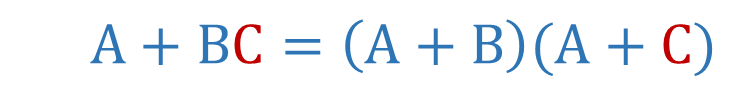 A + BC = (A + B)(A + C)